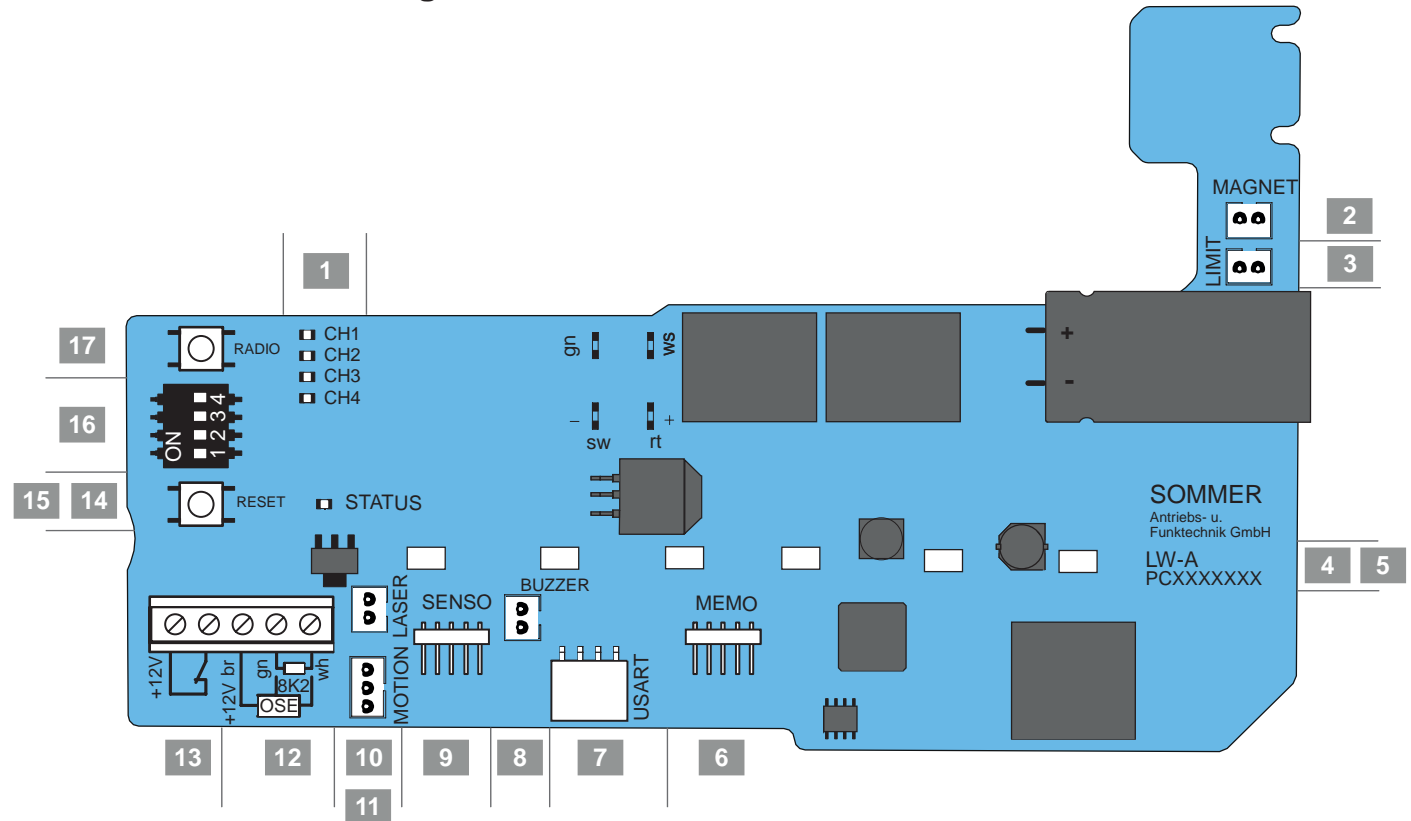 MAGNET
2
LIMIT
3
1
17
RADIO
CH1
CH2
CH3
CH4
gn
ws
+
-
16
ON
1 2 3 4
–
+
sw
rt
15
14
RESET
STATUS
SOMMER
Antriebs- u.
Funktechnik GmbH
LW-A
PCXXXXXXX
4
5
LASER
SENSO
BUZZER
MEMO
MOTION
USART
+12V
+12V br
gn
8K2
wh
OSE
13
12
10
9
8
7
6
11